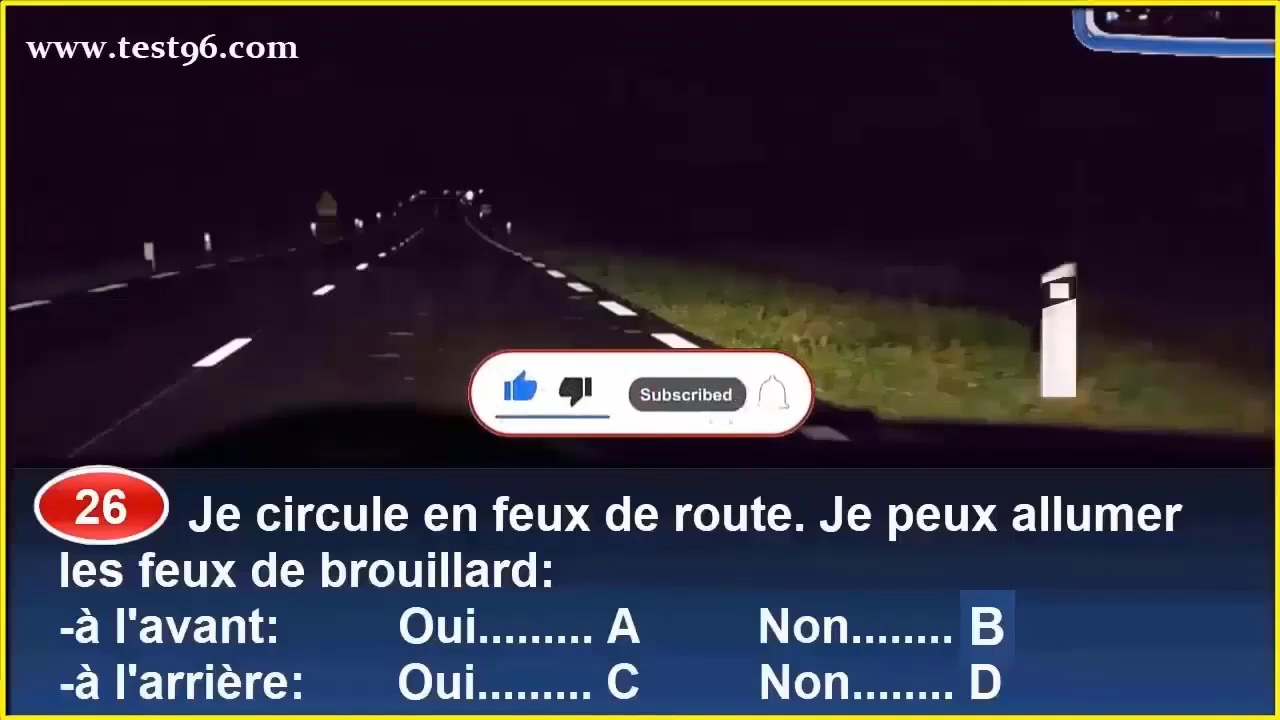 www.test96.com
Subscribed
26 Je circule en feux de route. Je peux allumer
les feux de brouillard:
-à l'avant: Oui......... A Non........ B
-à l'arrière: Oui......... C Non........ D